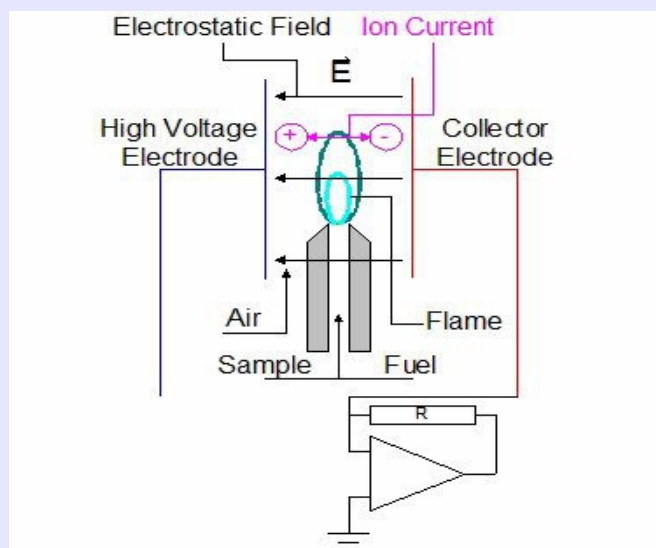 Electrostatic Field Ion Current
E
High Voltage
Electrode
+
-
Collector
Electrode
Air
Flame
Sample
Fuel
R